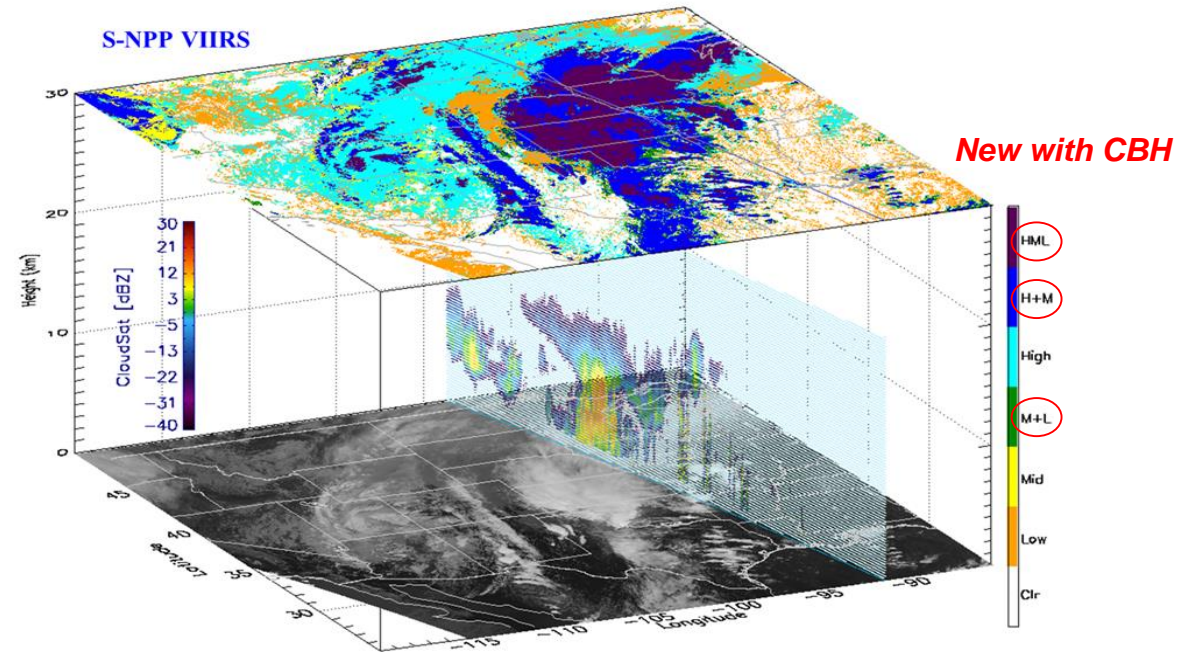 S-NPP VIIRS
New with CBH
30
20
10
0
Height [km]
CloudSat [dBZ]
30
21
12
3
-5
-13
-22
-31
-40
HML
H+M
High
M+L
Mid
Low
Clr
45
40
35
30
Latitude
-115
-110
-105
-100
-95
-90
Longitude